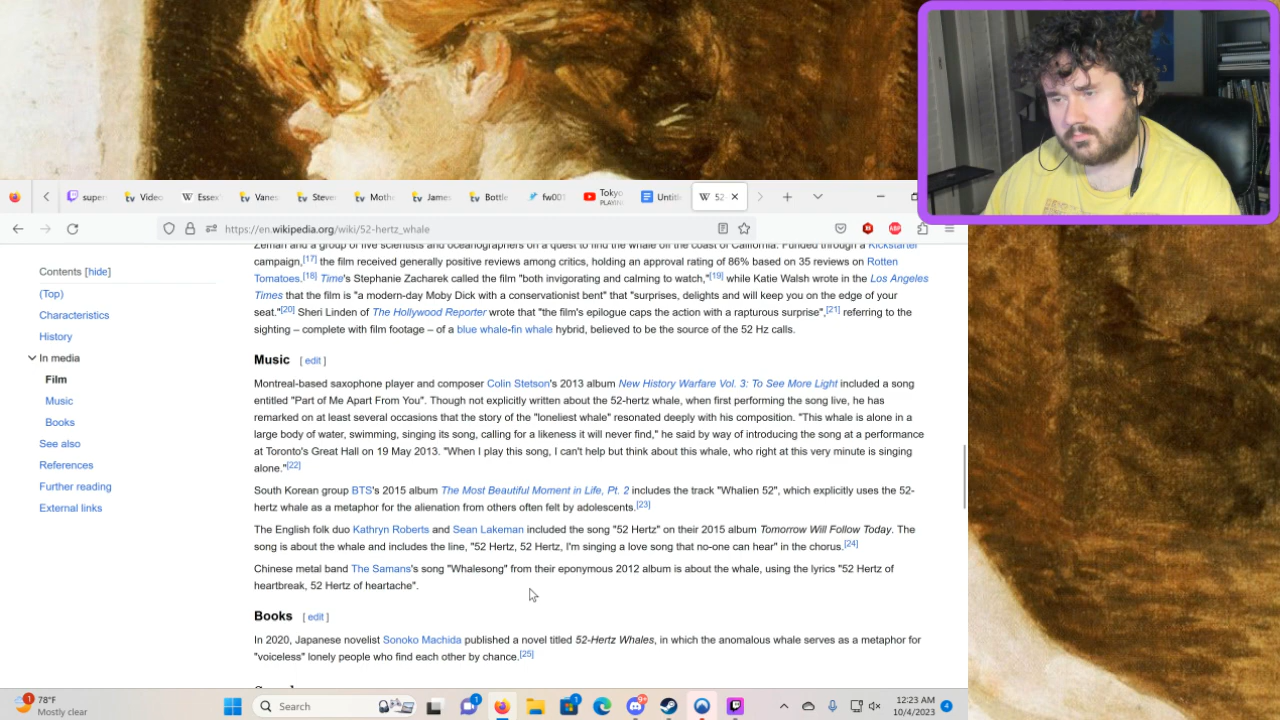 super
Video
Essex
Vanes
Steve
Mothe
James
Bottle
fw00
Tokyo
PLAYING
Untitl
52
https://en.wikipedia.org/wiki/52-hertz_whale
Contents [hide]
(Top)
Characteristics
History
In media
Film
Music
Books
See also
References
Further reading
External links
Zeman and a group of five scientists and oceanographers on a quest to find the whale off the coast of California. Funded through a Kickstarter
campaign,[17] the film received generally positive reviews among critics, holding an approval rating of 86% based on 35 reviews on Rotten
Tomatoes.[18] Time's Stephanie Zacharek called the film "both invigorating and calming to watch,"[19] while Katie Walsh wrote in the Los Angeles
Times that the film is "a modern-day Moby Dick with a conservationist bent" that "surprises, delights and will keep you on the edge of your
seat."[20] Sheri Linden of The Hollywood Reporter wrote that "the film's epilogue caps the action with a rapturous surprise",[21] referring to the
sighting – complete with film footage – of a blue whale-fin whale hybrid, believed to be the source of the 52 Hz calls.
Music [ edit ]
Montreal-based saxophone player and composer Colin Stetson's 2013 album New History Warfare Vol. 3: To See More Light included a song
entitled "Part of Me Apart From You". Though not explicitly written about the 52-hertz whale, when first performing the song live, he has
remarked on at least several occasions that the story of the "loneliest whale" resonated deeply with his composition. "This whale is alone in a
large body of water, swimming, singing its song, calling for a likeness it will never find," he said by way of introducing the song at a performance
at Toronto's Great Hall on 19 May 2013. "When I play this song, I can't help but think about this whale, who right at this very minute is singing
alone."[22]
South Korean group BTS's 2015 album The Most Beautiful Moment in Life, Pt. 2 includes the track "Whalien 52", which explicitly uses the 52-
hertz whale as a metaphor for the alienation from others often felt by adolescents.[23]
The English folk duo Kathryn Roberts and Sean Lakeman included the song "52 Hertz" on their 2015 album Tomorrow Will Follow Today. The
song is about the whale and includes the line, "52 Hertz, 52 Hertz, I'm singing a love song that no-one can hear" in the chorus.[24]
Chinese metal band The Samans's song "Whalesong" from their eponymous 2012 album is about the whale, using the lyrics "52 Hertz of
heartbreak, 52 Hertz of heartache".
Books [ edit ]
In 2020, Japanese novelist Sonoko Machida published a novel titled 52-Hertz Whales, in which the anomalous whale serves as a metaphor for
"voiceless" lonely people who find each other by chance.[25]
78°F
Mostly clear
Search
12:23 AM
10/4/2023